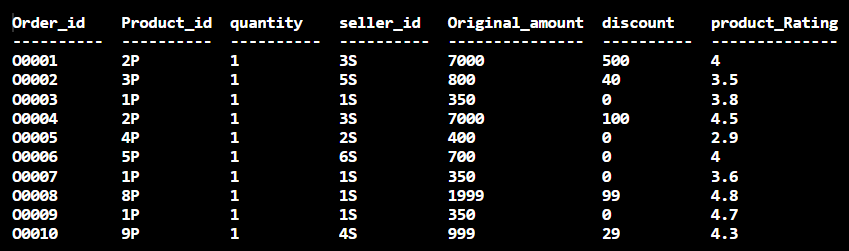 Order_id    Product_id  quantity    seller_id   Original_amount  discount    product_Rating
----------  ----------  ----------  ----------  ---------------  ----------  --------------
O0001       2P          1           3S          7000             500         4
O0002       3P          1           5S          800              40          3.5
O0003       1P          1           1S          350              0           3.8
O0004       2P          1           3S          7000             100         4.5
O0005       4P          1           2S          400              0           2.9
O0006       5P          1           6S          700              0           4
O0007       1P          1           1S          350              0           3.6
O0008       8P          1           1S          1999             99          4.8
O0009       1P          1           1S          350              0           4.7
O0010       9P          1           4S          999              29          4.3